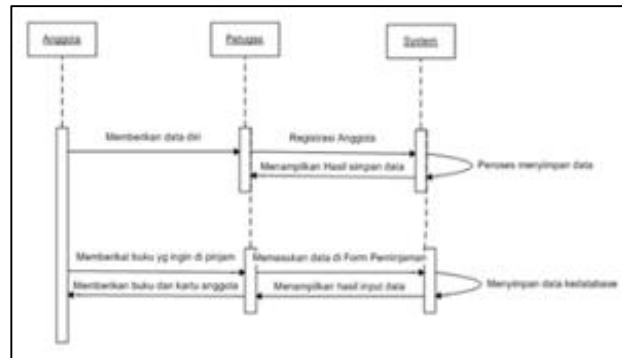 Anggota
Petugas
System
Memberikan data diri
Registrasi Anggota
Menampilkan Hasil simpan data
Peroses menyimpan data
Memberikat buku yg ingin di pinjam
Memasukan data di Form Peminjaman
Memberikan buku dan kartu anggota
Menampilkan hasil input data
Menyimpan data kedatabase